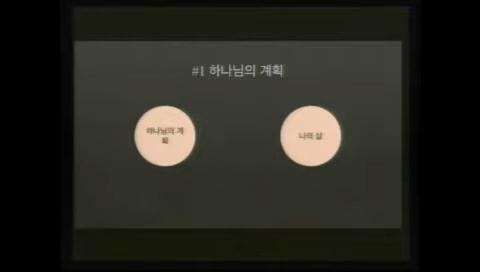 #1 하나님의 계획
하나님의 계
획
나의 삶